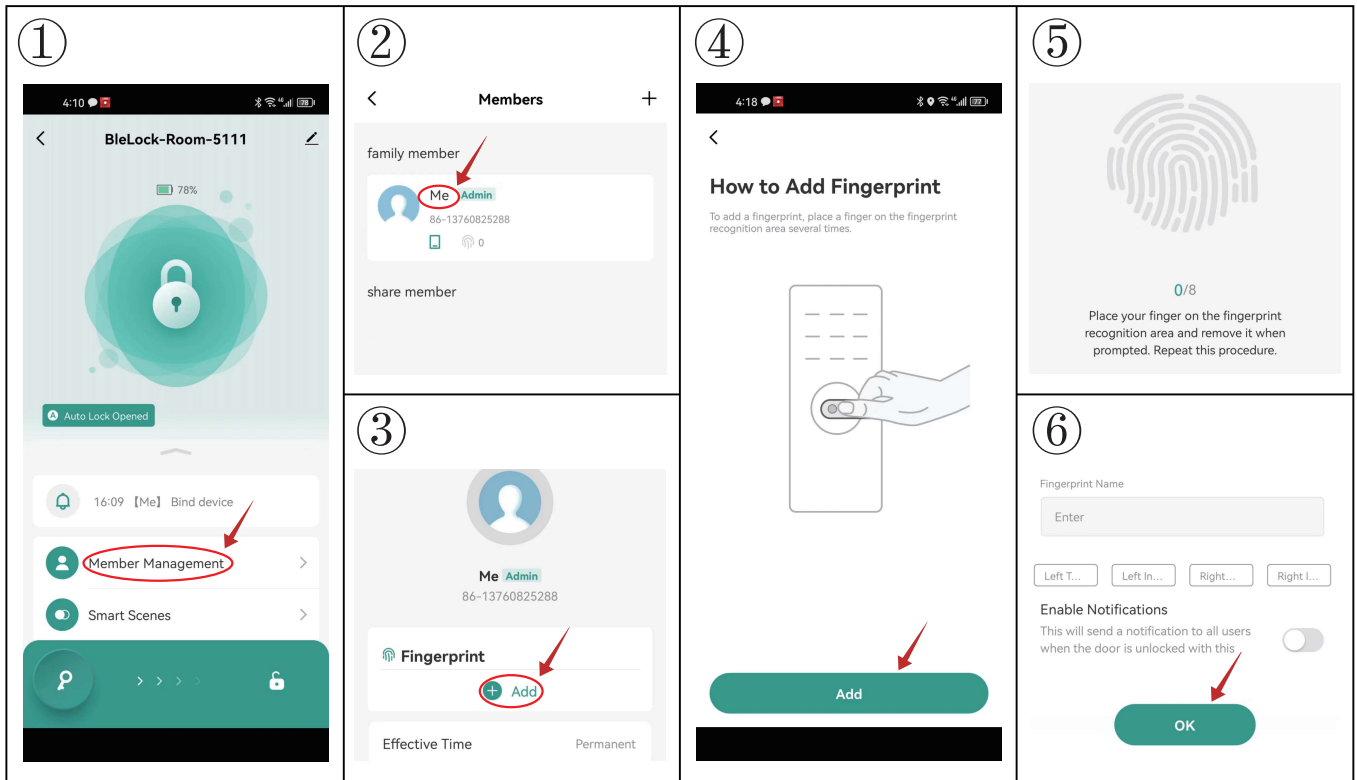 ①
4:10
78
BleLock-Room-5111
78%
A Auto Lock Opened
16:09 【Me】 Bind device
Member Management
Smart Scenes
②
Members
family member
Me Admin
86-13760825288
0
share member
③
Me Admin
86-13760825288
Fingerprint
Add
Effective Time Permanent
④
4:18
77
How to Add Fingerprint
To add a fingerprint, place a finger on the fingerprint
recognition area several times.
Add
⑤
0/8
Place your finger on the fingerprint
recognition area and remove it when
prompted. Repeat this procedure.
⑥
Fingerprint Name
Enter
Left T... Left In... Right... Right I...
Enable Notifications
This will send a notification to all users
when the door is unlocked with this
OK